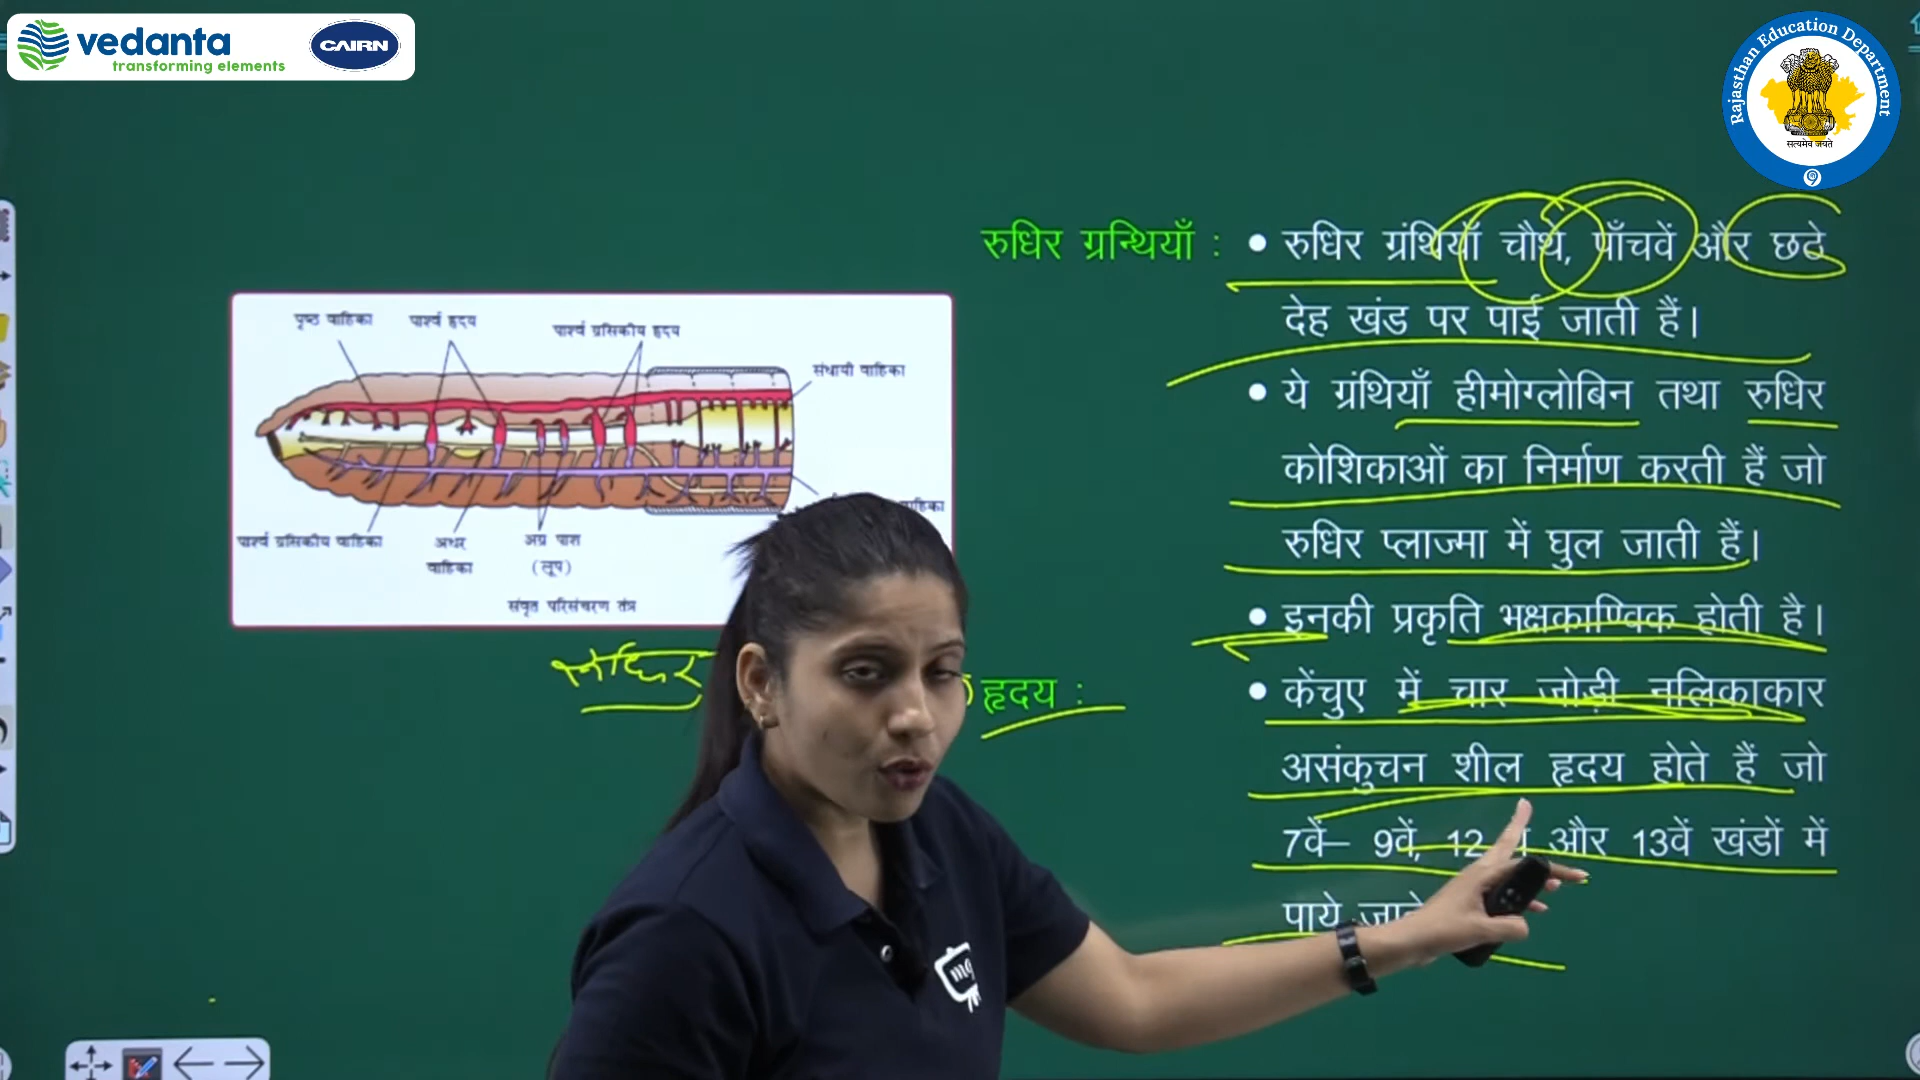 vedanta
transforming elements
CAIRN
Rajasthan Education Department
सत्यमेव जयते
रुधिर ग्रन्थियाँ :
• रुधिर ग्रंथियाँ चौथे, पाँचवें और छठे
देह खंड पर पाई जाती हैं।
• ये ग्रंथियाँ हीमोग्लोबिन तथा रुधिर
कोशिकाओं का निर्माण करती हैं जो
रुधिर प्लाज्मा में घुल जाती हैं।
• इनकी प्रकृति भक्षकाण्विक होती है।
हृदय :
• केंचुए में चार जोड़ी नलिकाकार
असंकुचन शील हृदय होते हैं जो
7वें– 9वें, 12 और 13वें खंडों में
पाये
पृष्ठ वाहिका
पार्श्व हृदय
पार्श्व ग्रसिकीय हृदय
संधायी वाहिका
वाहिका
पार्श्व ग्रसिकीय वाहिका
अधर
वाहिका
अग्र पाश
(लूप)
संवृत परिसंचरण तंत्र
रुधिर